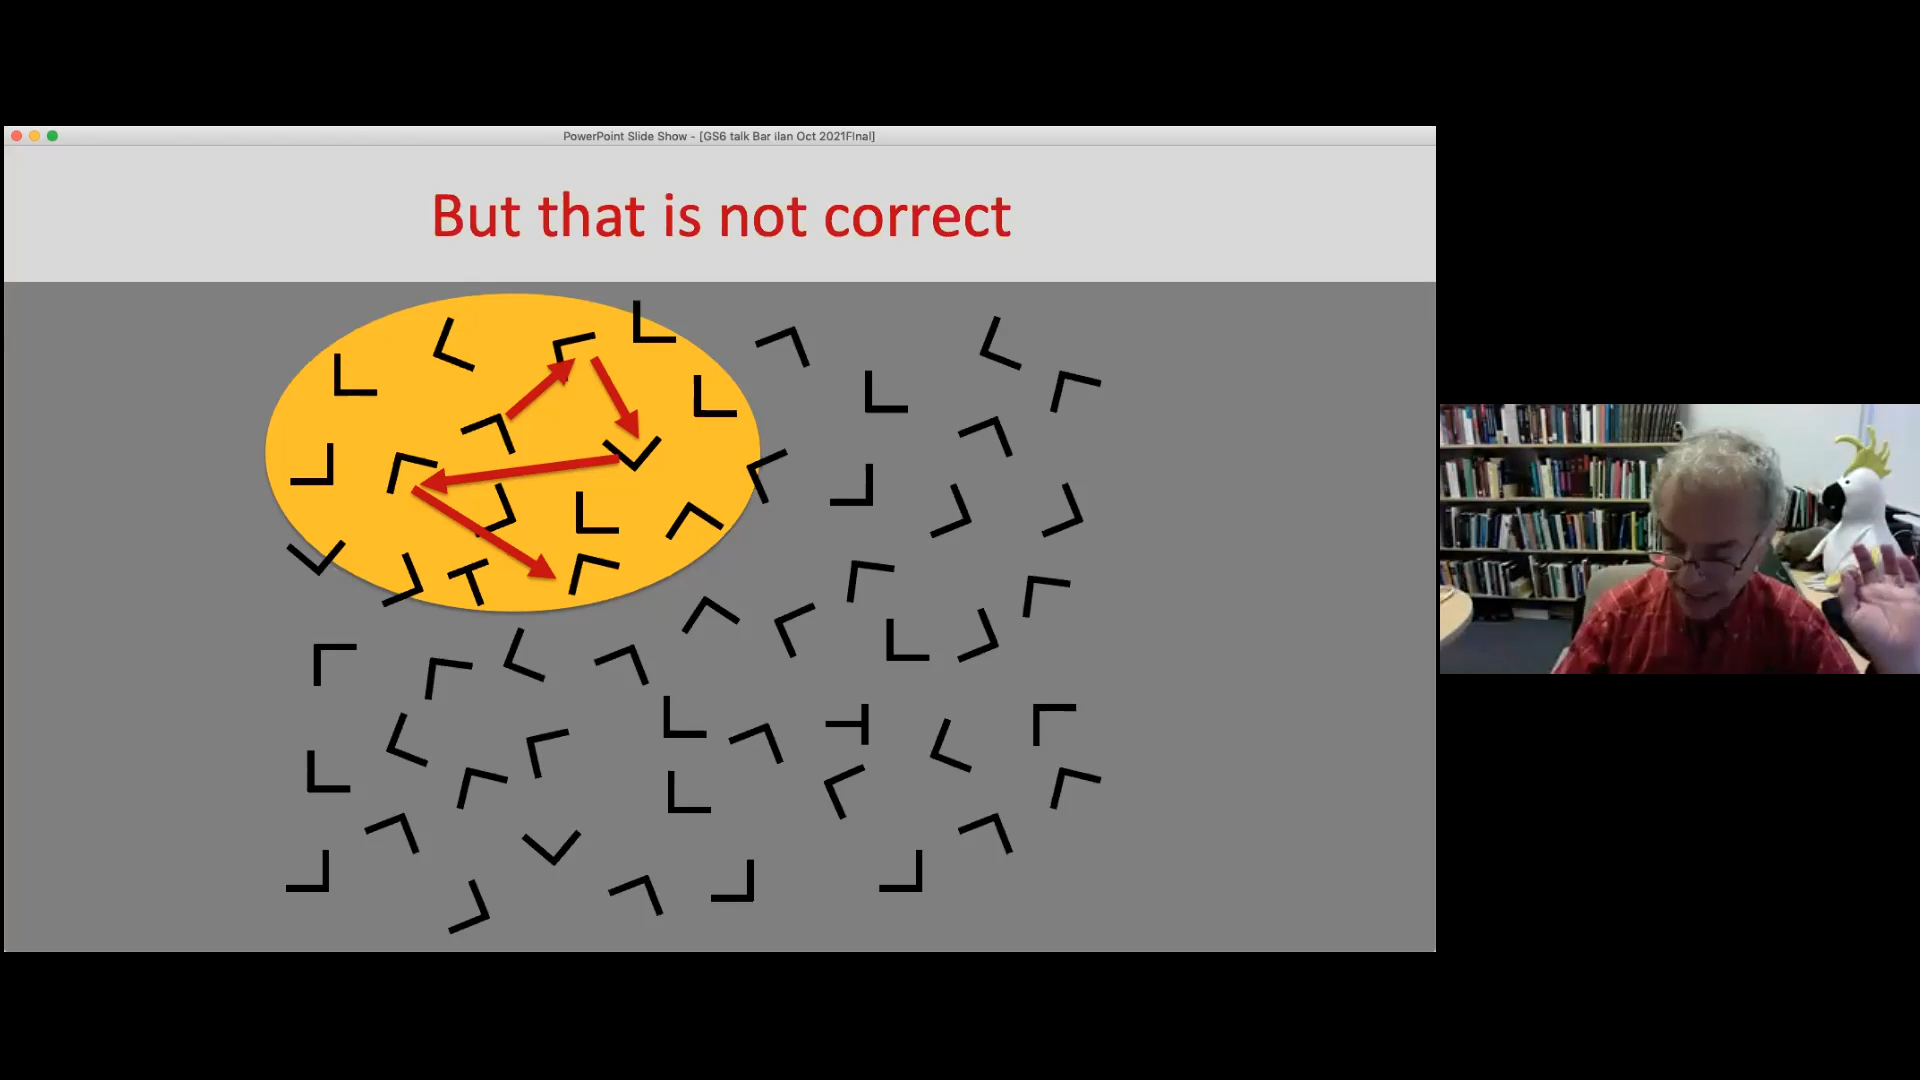 PowerPoint Slide Show - [GS6 talk Bar ilan Oct 2021FInal]
But that is not correct